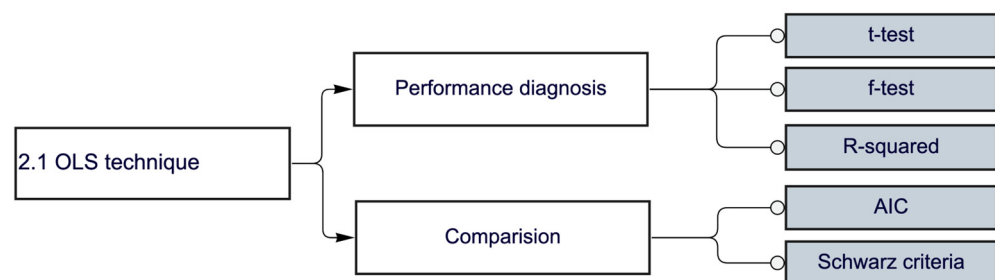 2.1 OLS technique
Performance diagnosis
t-test
f-test
R-squared
Comparision
AIC
Schwarz criteria